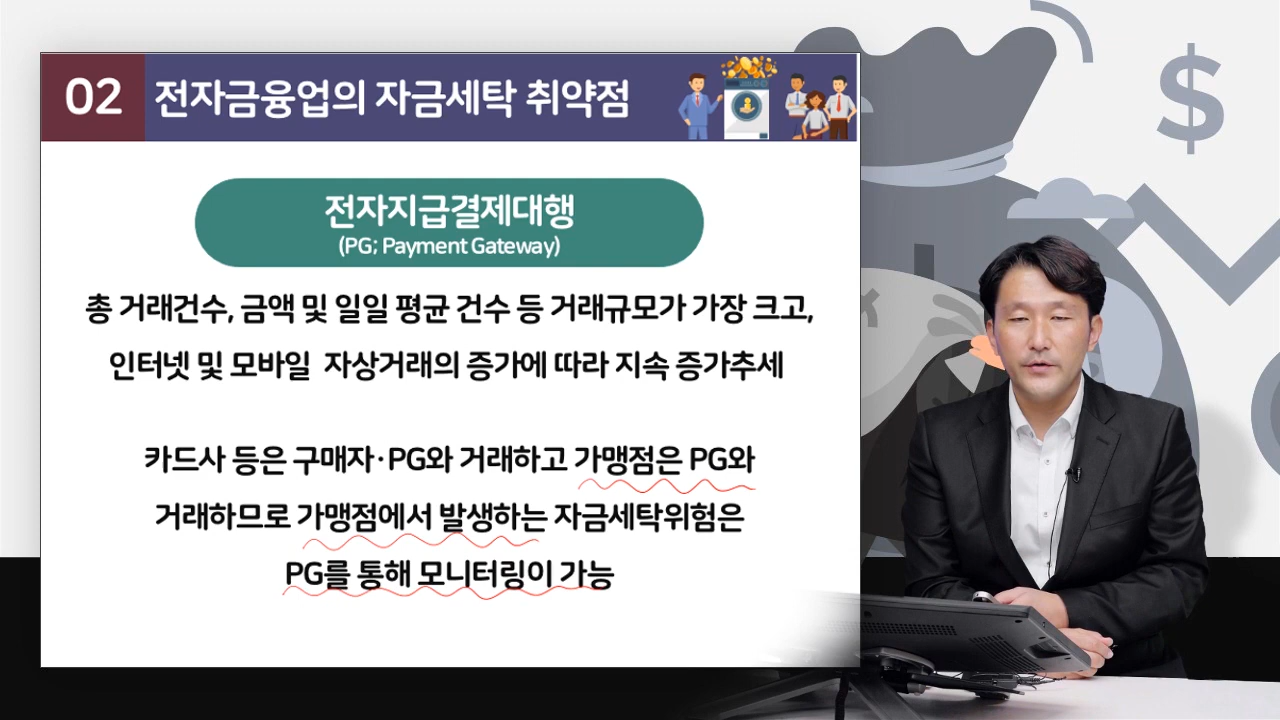 02 전자금융업의 자금세탁 취약점
전자지급결제대행
(PG; Payment Gateway)
총 거래건수, 금액 및 일일 평균 건수 등 거래규모가 가장 크고,
인터넷 및 모바일 자상거래의 증가에 따라 지속 증가추세
카드사 등은 구매자·PG와 거래하고 가맹점은 PG와
거래하므로 가맹점에서 발생하는 자금세탁위험은
PG를 통해 모니터링이 가능
$